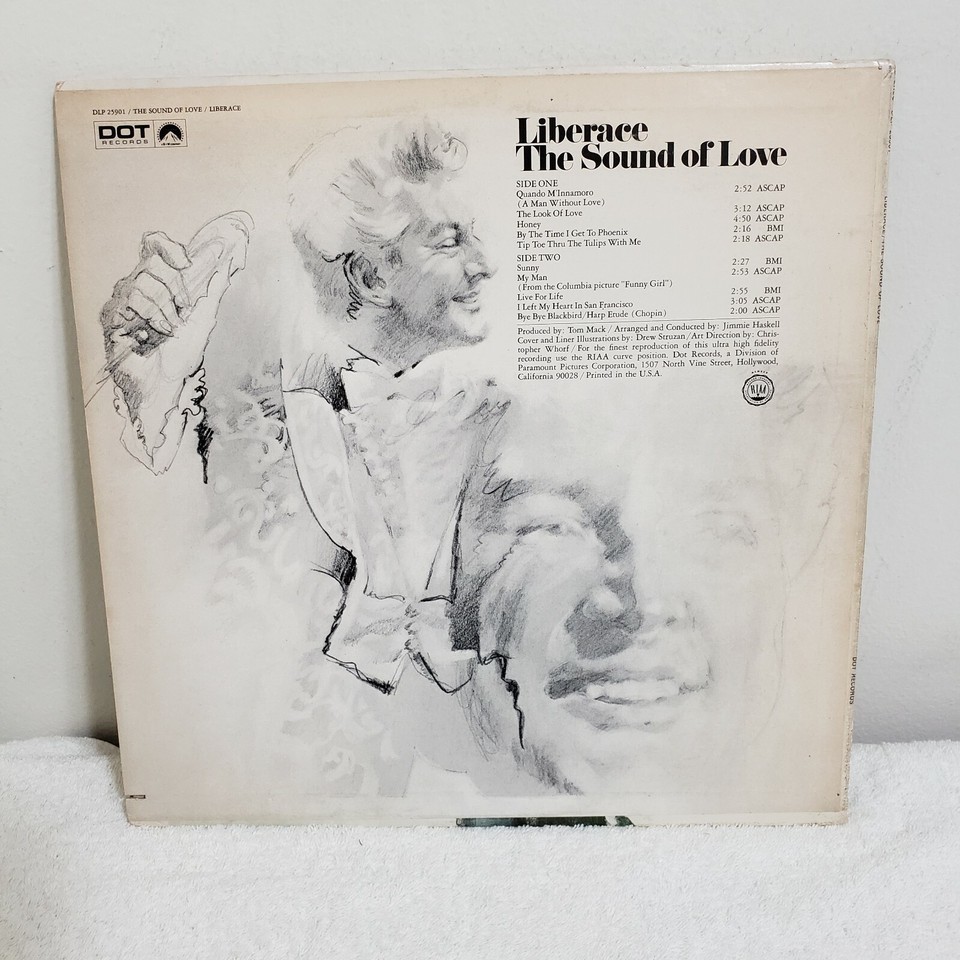 DLP 25901 / THE SOUND OF LOVE / LIBERACE
DOT
RECORDS
Liberace
The Sound of Love
SIDE ONE
Quando M'Innamoro 2:52 ASCAP
(A Man Without Love)
The Look Of Love 3:12 ASCAP
Honey 4:50 ASCAP
By The Time I Get To Phoenix 2:16 BMI
Tip Toe Thru The Tulips With Me 2:18 ASCAP
SIDE TWO
Sunny 2:27 BMI
My Man 2:53 ASCAP
(From the Columbia picture "Funny Girl")
Live For Life 2:55 BMI
I Left My Heart In San Francisco 3:05 ASCAP
Bye Bye Blackbird/Harp Etude (Chopin) 2:00 ASCAP
Produced by: Tom Mack / Arranged and Conducted by: Jimmie Haskell
Cover and Liner Illustrations by: Drew Struzan/Art Direction by: Chris-
topher Whorf/For the finest reproduction of this ultra high fidelity
recording use the RIAA curve position. Dot Records, a Division of
Paramount Pictures Corporation, 1507 North Vine Street, Hollywood,
California 90028 / Printed in the U.S.A.
RIAA
DOT RECORDS